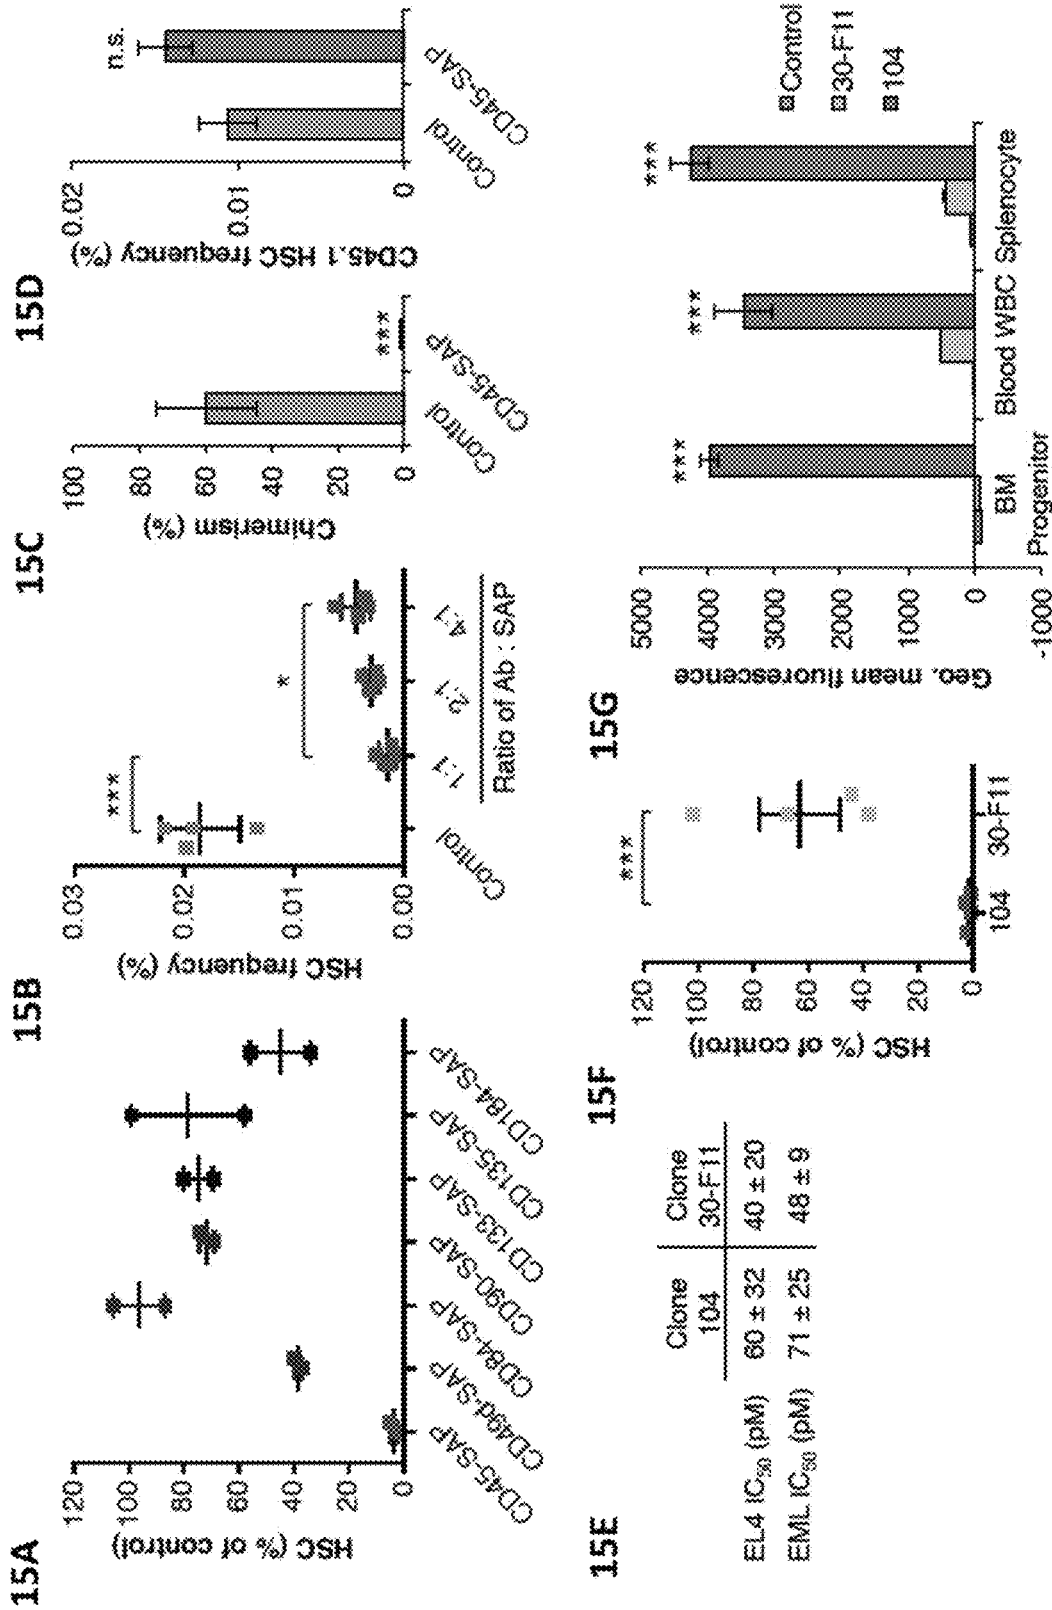 15A
HSC (% of control)
120
100
80
60
40
20
0
CD45-SAP
CD49d-SAP
CD84-SAP
CD90-SAP
CD133-SAP
CD135-SAP
CD184-SAP
15B
HSC frequency (%)
0.03
0.02
0.01
0.00
***
*
Control
1:1
2:1
4:1
Ratio of Ab : SAP
15C
Chimerism (%)
100
80
60
40
20
0
***
Control
CD45-SAP
15D
CD45.1 HSC frequency (%)
0.02
0.01
0
n.s.
Control
CD45-SAP
15E
Clone 104
Clone 30-F11
EL4 IC50 (pM) 60 ± 32 40 ± 20
EML IC50 (pM) 71 ± 25 48 ± 9
15F
HSC (% of control)
120
100
80
60
40
20
0
***
104
30-F11
15G
Geo. mean fluorescence
5000
4000
3000
2000
1000
0
-1000
***
***
***
BM Progenitor
Blood WBC
Splenocyte
Control
30-F11
104